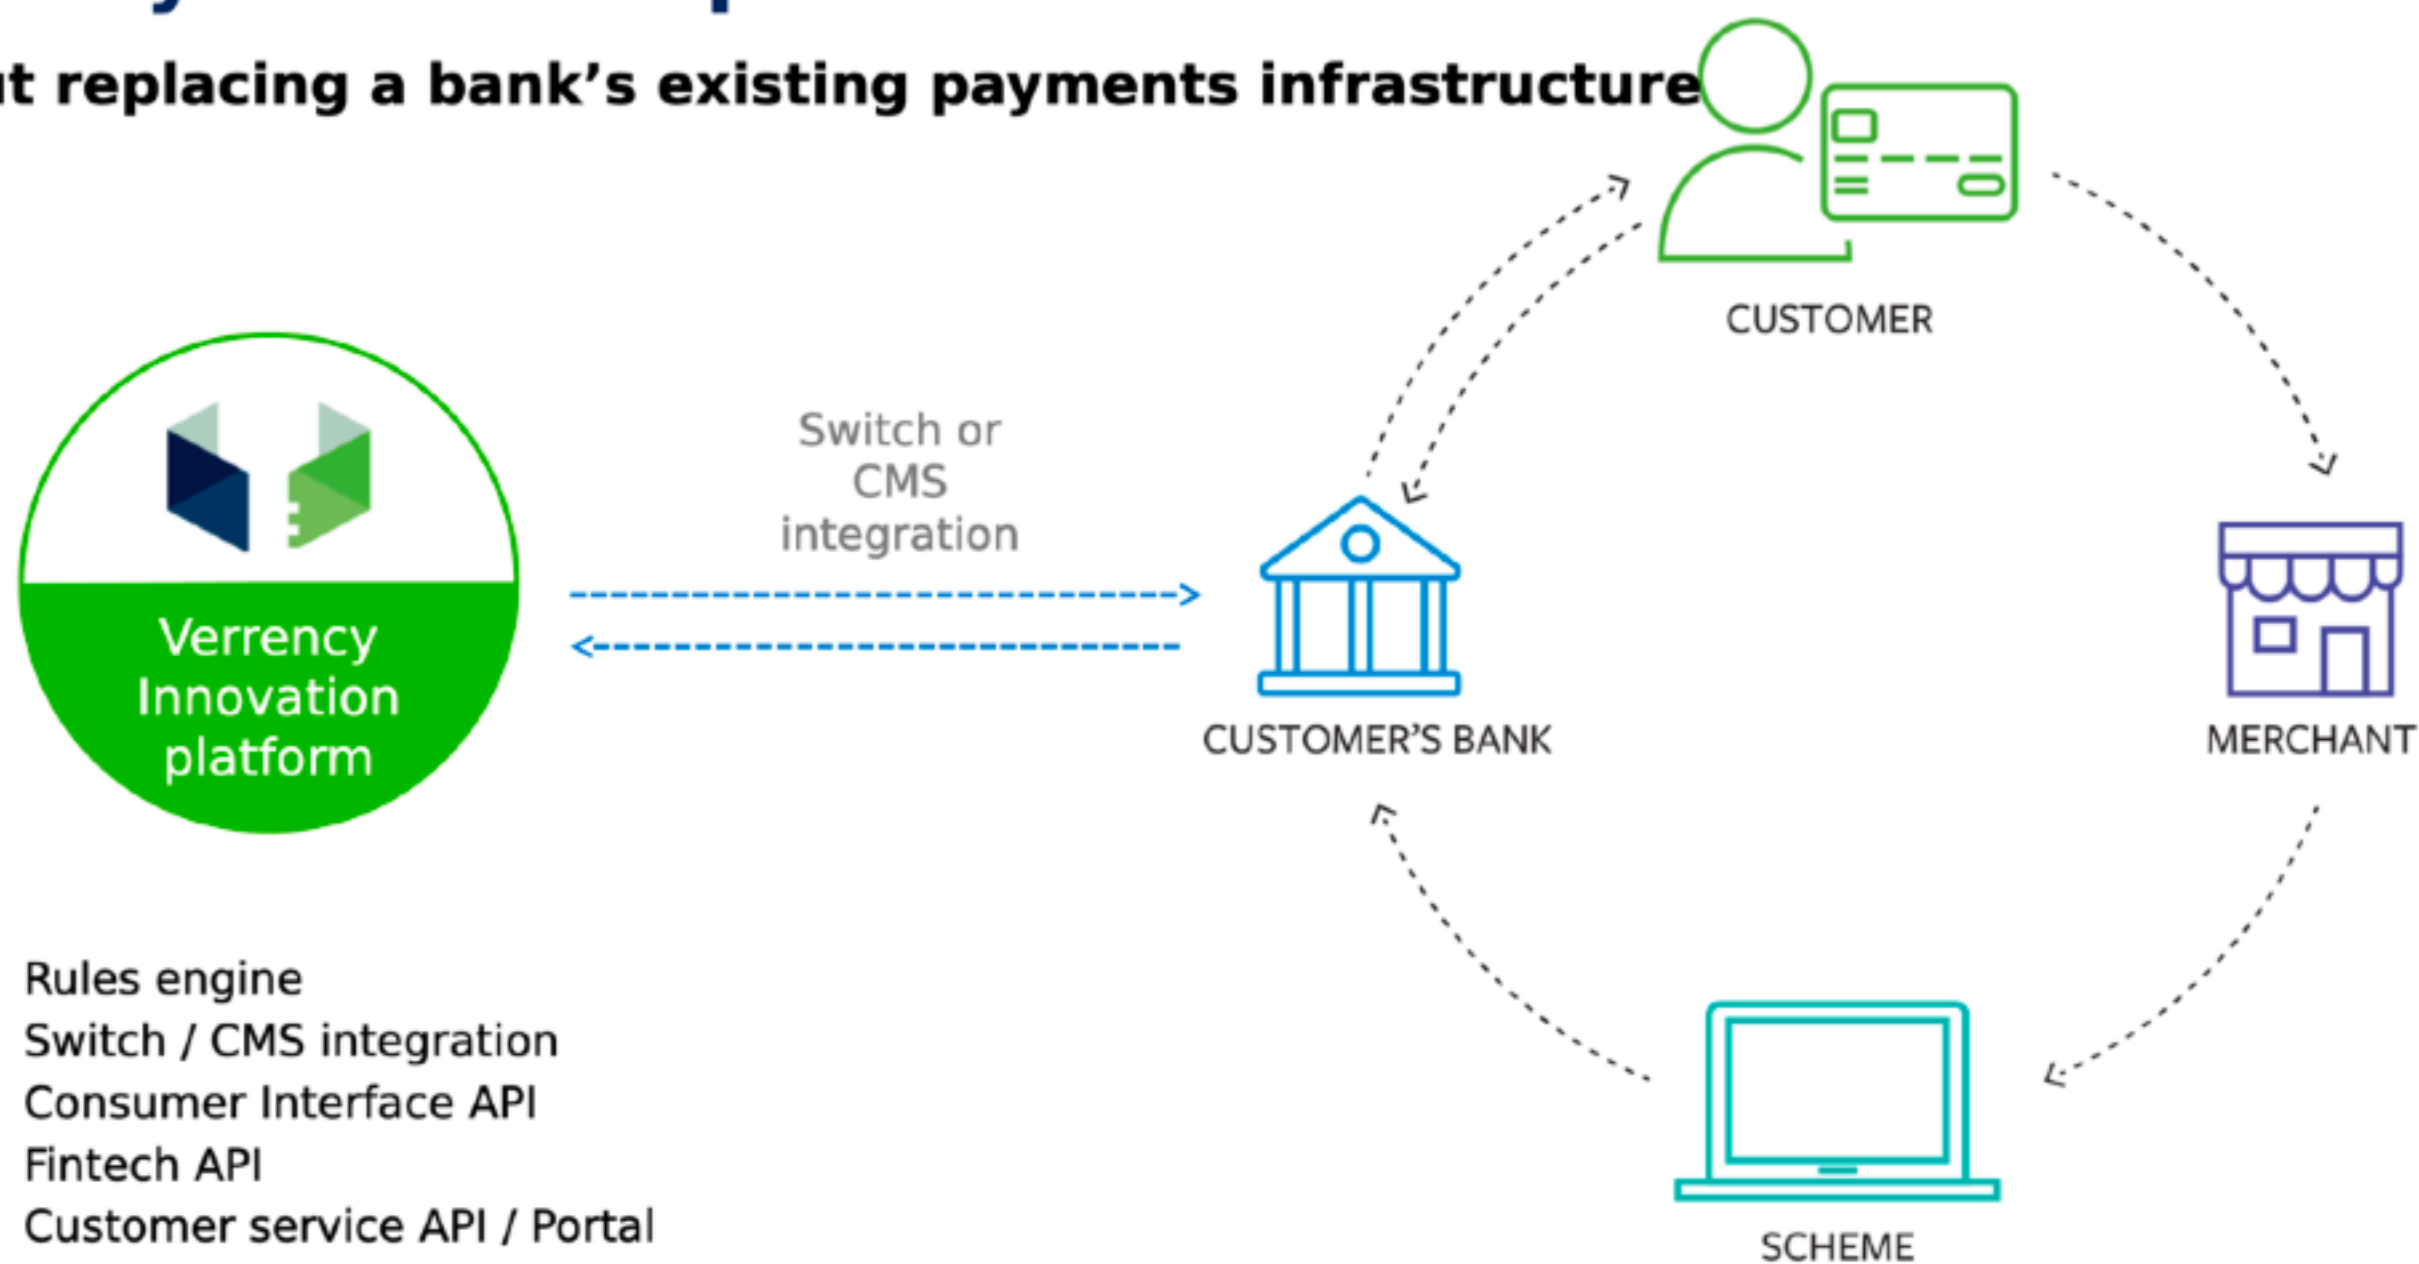 replacing a bank’s existing payments infrastructure
CUSTOMER
Switch or
CMS
integration
Verrency
Innovation
platform
CUSTOMER’S BANK
MERCHANT
Rules engine
Switch / CMS integration
Consumer Interface API
Fintech API
Customer service API / Portal
SCHEME